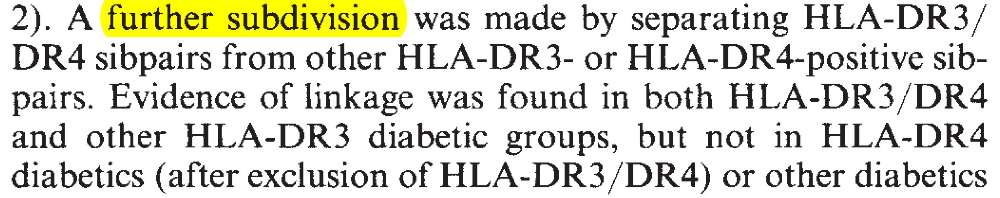 2). A further subdivision was made by separating HLA-DR3/
DR4 sibpairs from other HLA-DR3- or HLA-DR4-positive sib-
pairs. Evidence of linkage was found in both HLA-DR3/DR4
and other HLA-DR3 diabetic groups, but not in HLA-DR4
diabetics (after exclusion of HLA-DR3/DR4) or other diabetics